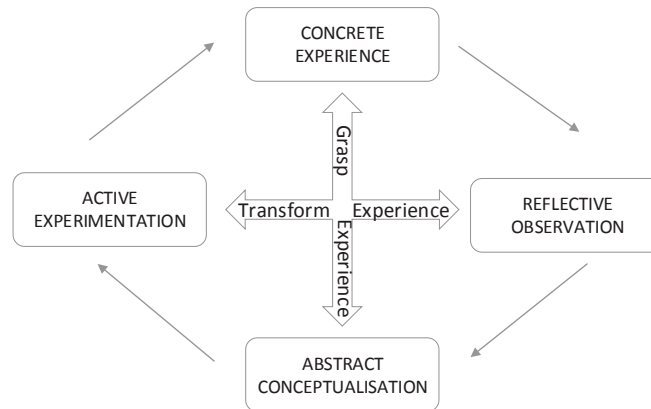 CONCRETE
EXPERIENCE
Grasp
ACTIVE
EXPERIMENTATION
Transform Experience
REFLECTIVE
OBSERVATION
Experience
ABSTRACT
CONCEPTUALISATION